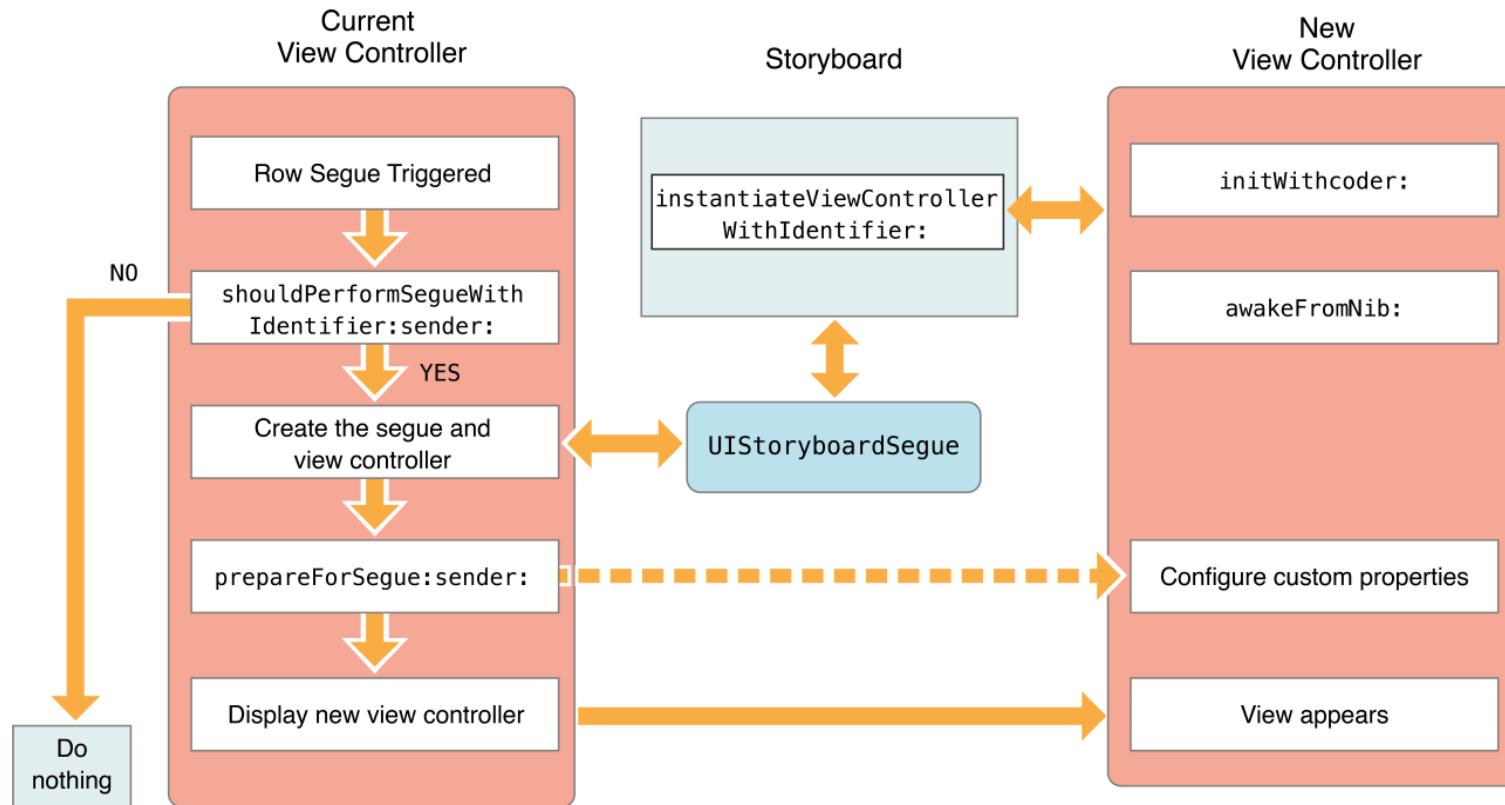 Current
View Controller
Storyboard
New
View Controller
Row Segue Triggered
NO
shouldPerformSegueWith
Identifier:sender:
YES
Create the segue and
view controller
prepareForSegue:sender:
Display new view controller
Do
nothing
instantiateViewController
WithIdentifier:
UIStoryboardSegue
initWithcoder:
awakeFromNib:
Configure custom properties
View appears